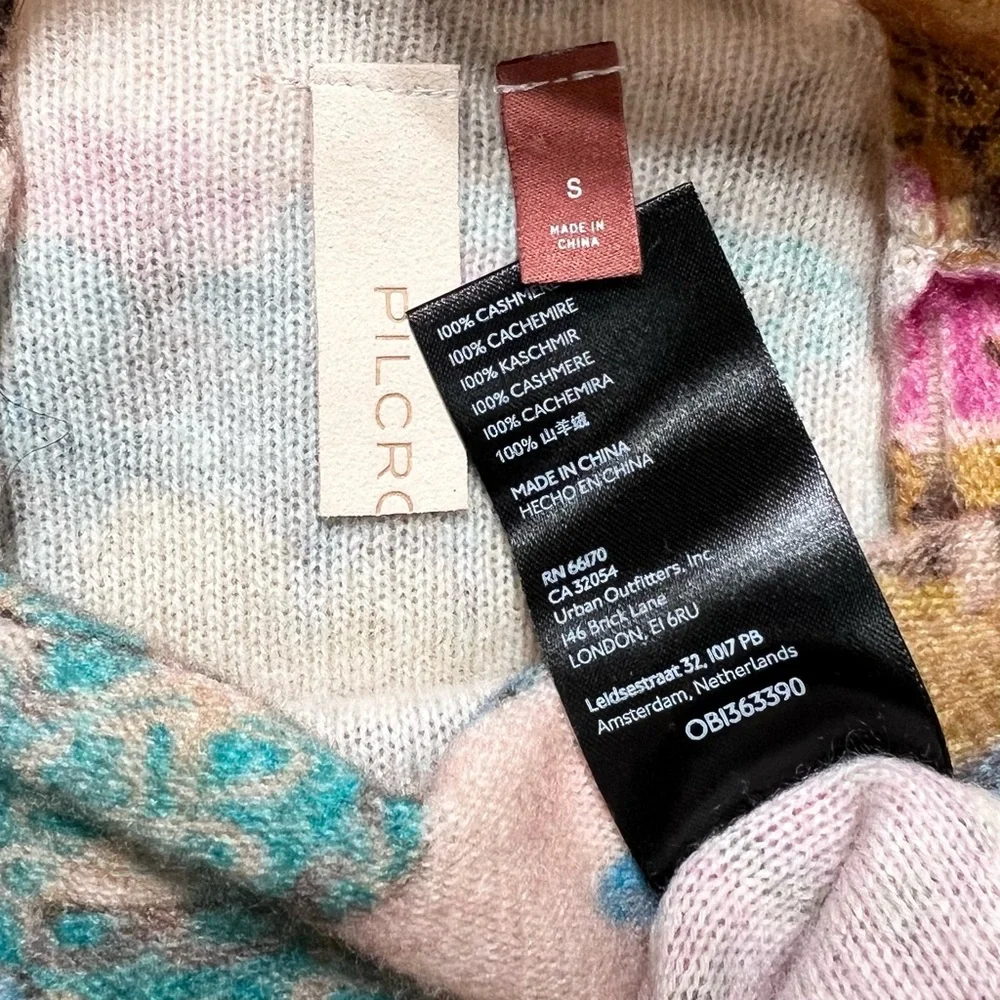 PILCRO
S
MADE IN
CHINA
100% CASHMERE
100% CACHEMIRE
100% KASCHMIR
100% CASHMERE
100% CACHEMIRA
100% 山羊绒
MADE IN CHINA
HECHO EN CHINA
RN 66170
CA 32054
Urban Outfitters, Inc.
146 Brick Lane
LONDON, E1 6RU
Leidsestraat 32, 1017 PB
Amsterdam, Netherlands
OB1363390